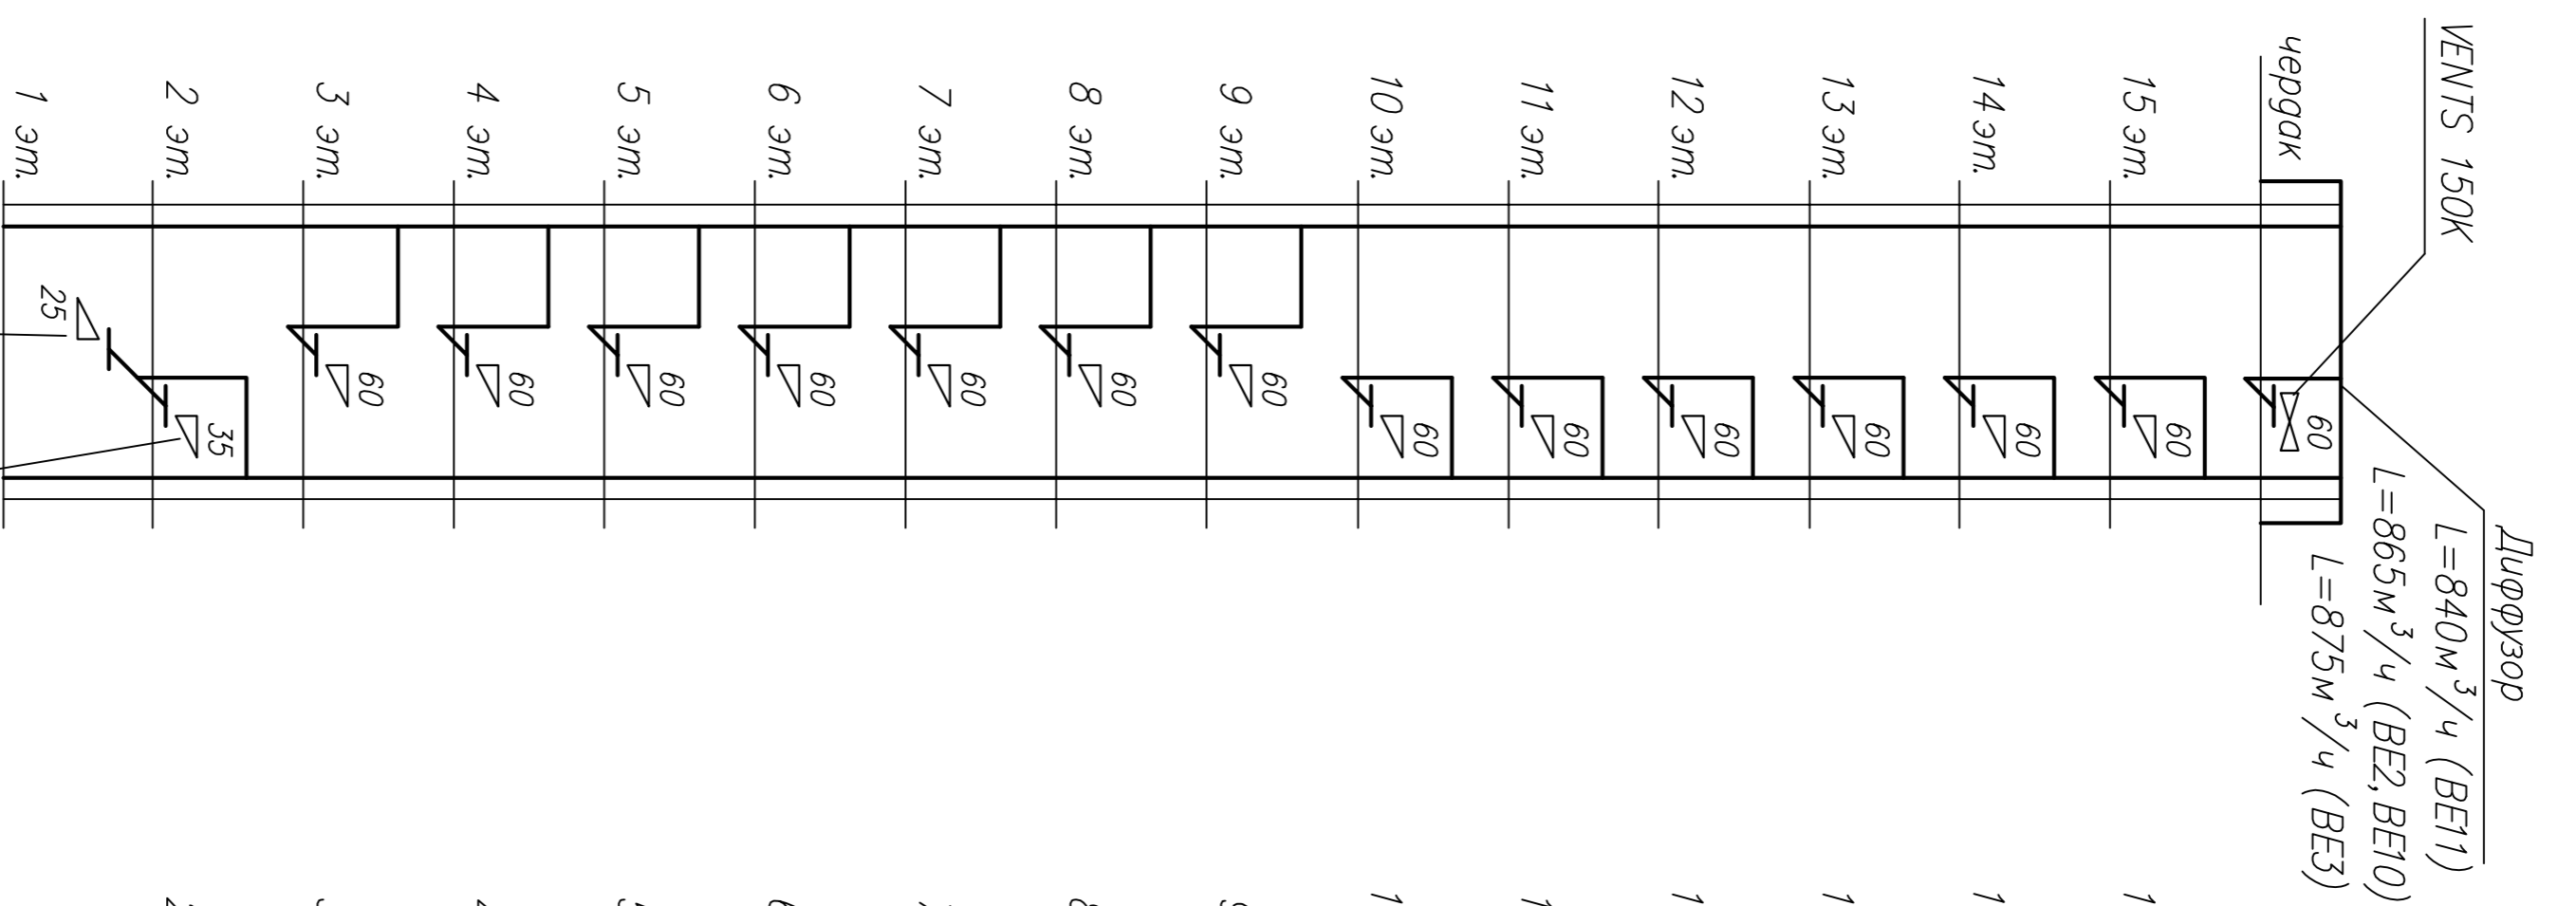 Диффузор
VENTS 150К
L=840м³/ч (ВЕ11)
L=865м³/ч (ВЕ2,ВЕ10)
L=875м³/ч (ВЕ3)
60
чердак
60
15 эт.
60
14 эт.
60
13 эт.
60
12 эт.
60
11 эт.
60
10 эт.
60
9 эт.
60
8 эт.
60
7 эт.
60
6 эт.
60
5 эт.
60
4 эт.
60
3 эт.
35
2 эт.
25
1 эт.